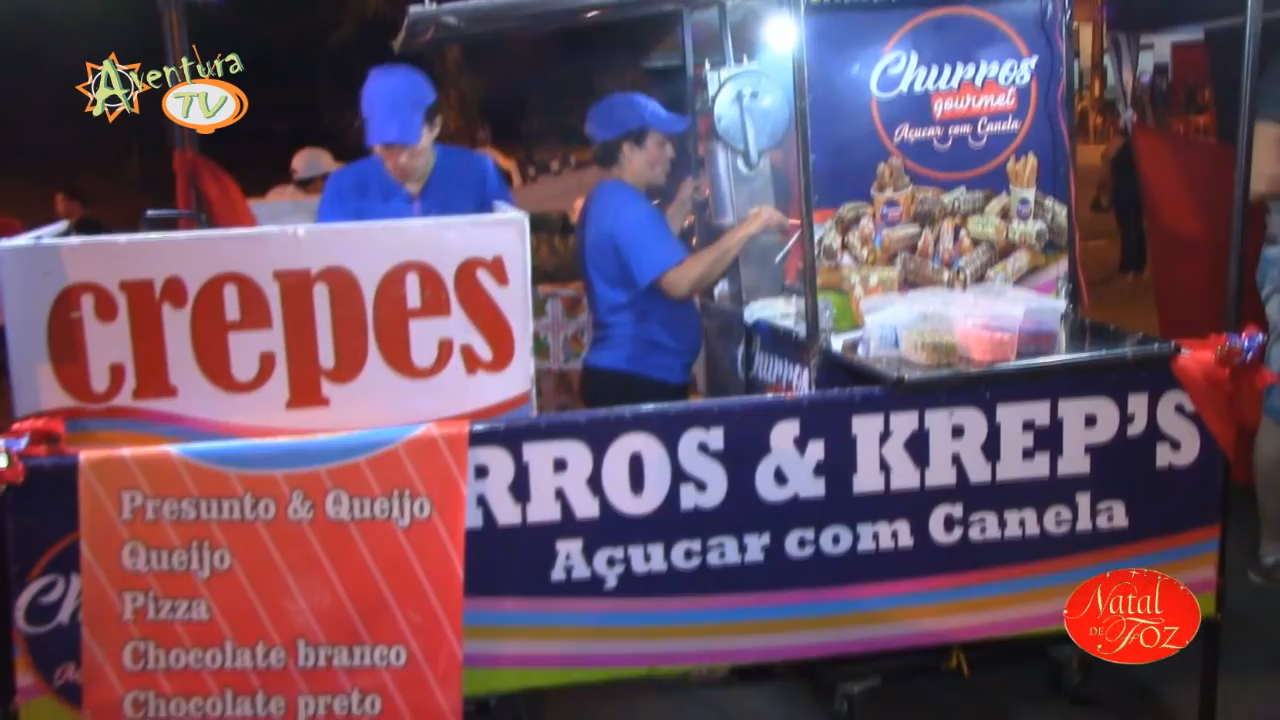 Aventura
TV
Churros
gourmet
Açucar com Canela
crepes
RROS & KREP'S
Açucar com Canela
Presunto & Queijo
Queijo
Pizza
Chocolate branco
Chocolate preto
Ch
Natal
DE
Foz